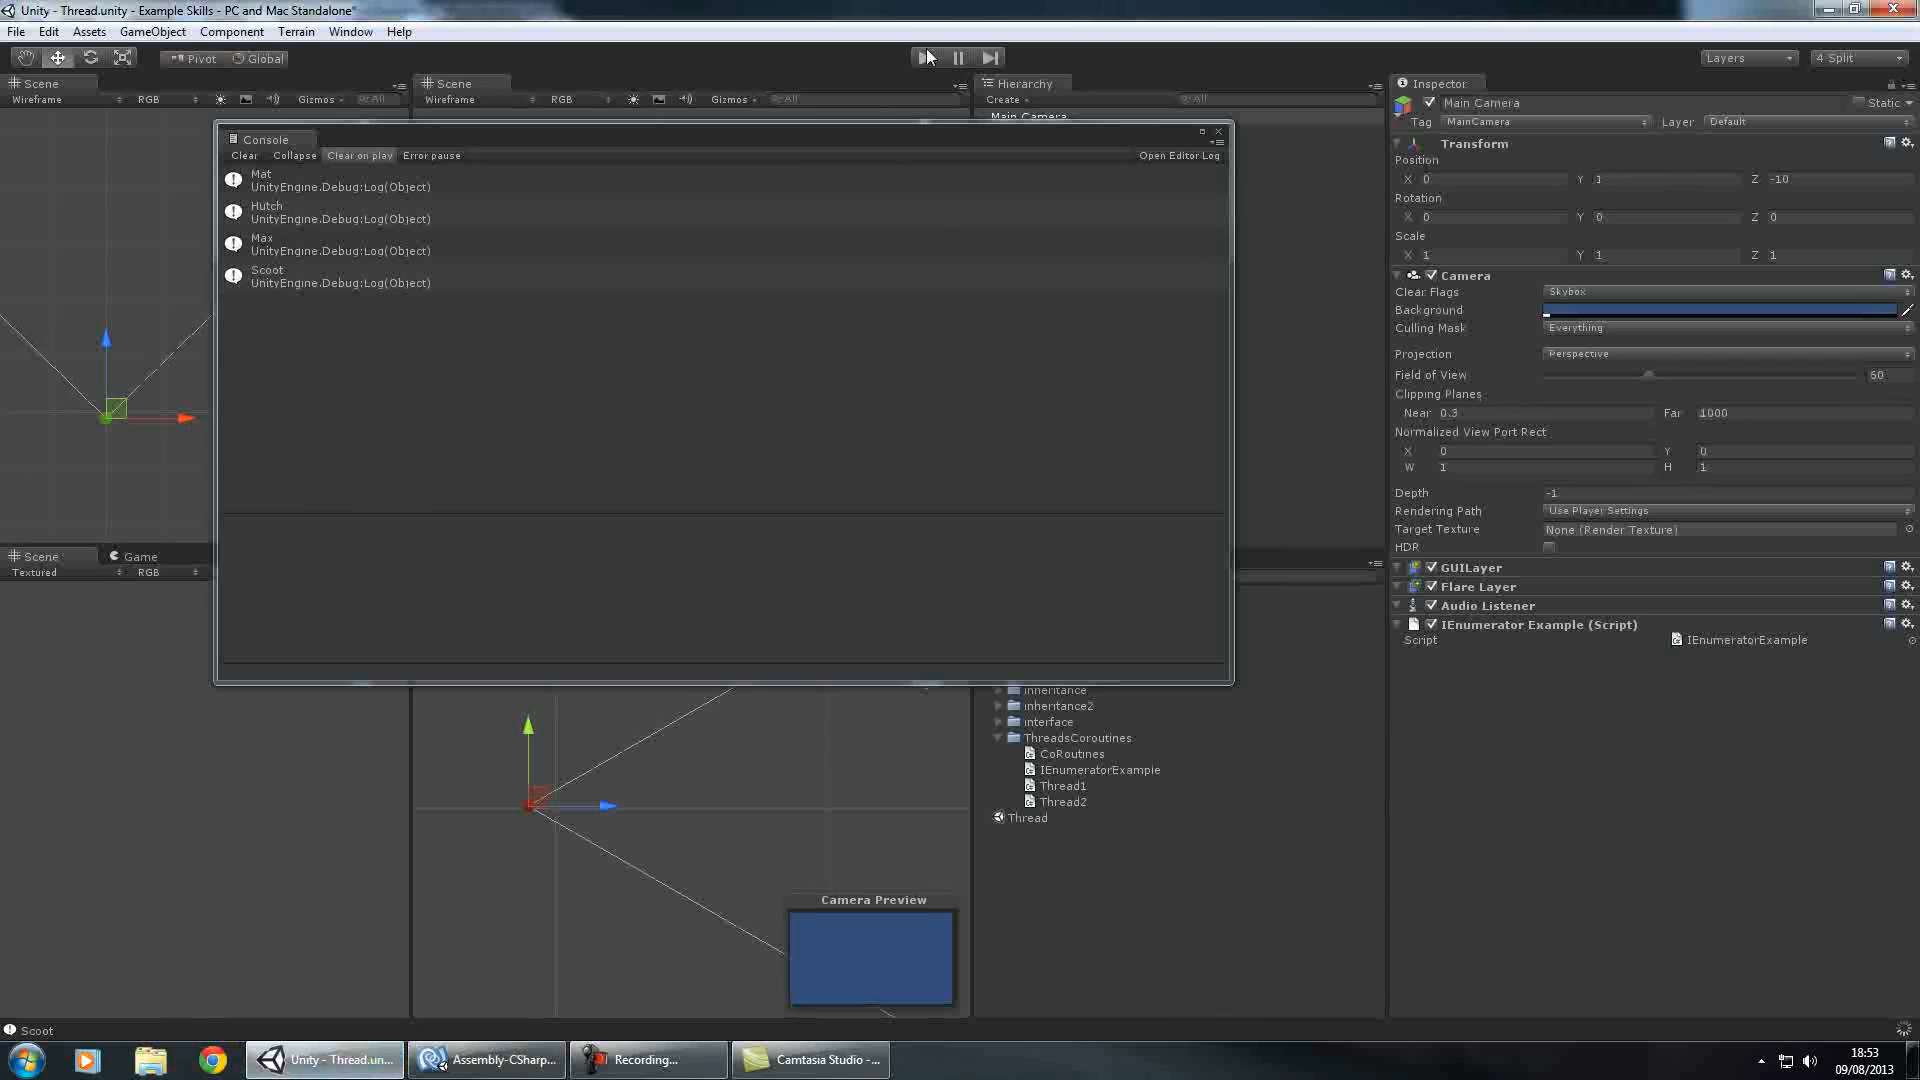 Unity - Thread.unity - Example Skills - PC and Mac Standalone*
File Edit Assets GameObject Component Terrain Window Help
Pivot Global Layers 4 Split
Scene
Wireframe RGB Gizmos All
Scene
Wireframe RGB Gizmos All
Hierarchy
Create All
Main Camera
Console
Clear Collapse Clear on play Error pause Open Editor Log
Mat
UnityEngine.Debug:Log(Object)
Hutch
UnityEngine.Debug:Log(Object)
Max
UnityEngine.Debug:Log(Object)
Scoot
UnityEngine.Debug:Log(Object)
Inspector
Main Camera Static
Tag MainCamera Layer Default
Transform
Position
X 0 Y 1 Z -10
Rotation
X 0 Y 0 Z 0
Scale
X 1 Y 1 Z 1
Camera
Clear Flags Skybox
Background
Culling Mask Everything
Projection Perspective
Field of View 60
Clipping Planes
Near 0.3 Far 1000
Normalized View Port Rect
X 0 Y 0
W 1 H 1
Depth -1
Rendering Path Use Player Settings
Target Texture None (Render Texture)
HDR
GUILayer
Flare Layer
Audio Listener
IEnumerator Example (Script)
Script IEnumeratorExample
Scene Game
Textured RGB
inheritance
inheritance2
interface
ThreadsCoroutines
CoRoutines
IEnumeratorExample
Thread1
Thread2
Thread
Camera Preview
Scoot
Unity - Thread.un...
Assembly-CSharp...
Recording...
Camtasia Studio -...
18:53
09/08/2013